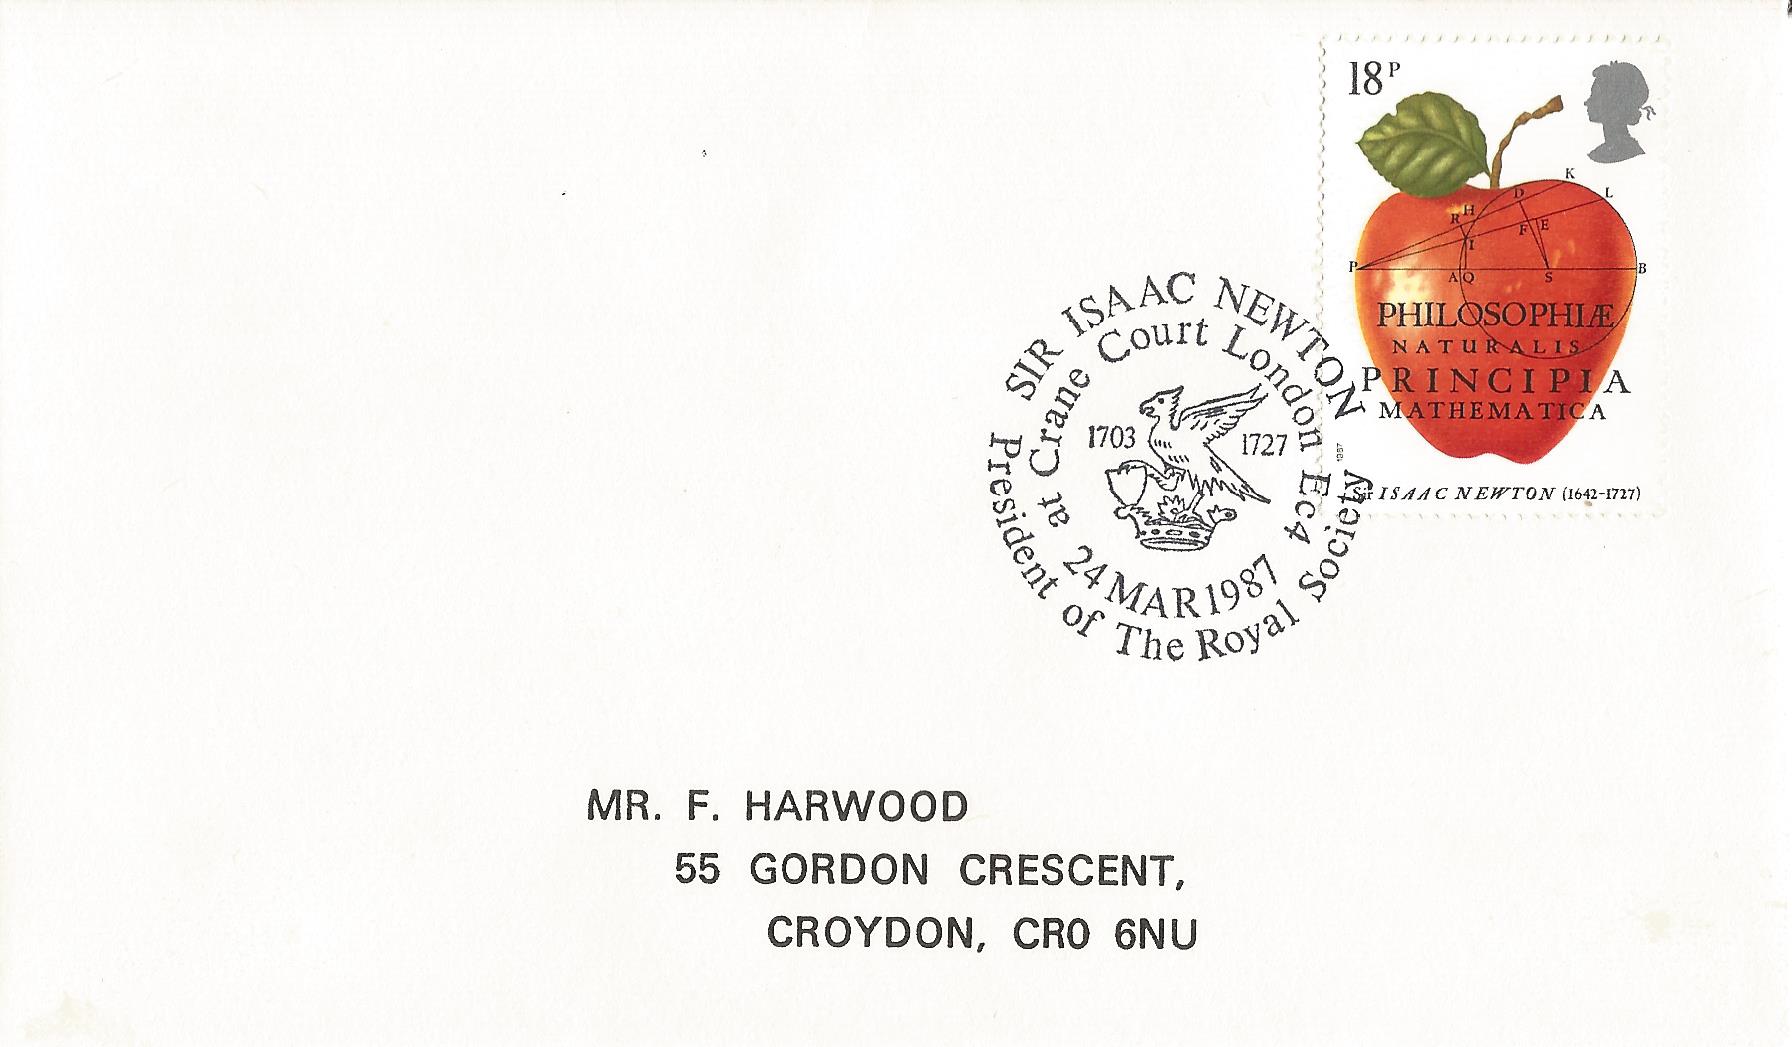 18P
K
D
L
H
R
E
F
I
P
A Q
S
B
PHILOSOPHIÆ
NATURALIS
PRINCIPIA
MATHEMATICA
1987
Sir ISAAC NEWTON (1642-1727)
SIR ISAAC NEWTON
at Crane Court London Ec4
1703 1727
24 MAR 1987
President of The Royal Society
MR. F. HARWOOD
55 GORDON CRESCENT,
CROYDON, CR0 6NU